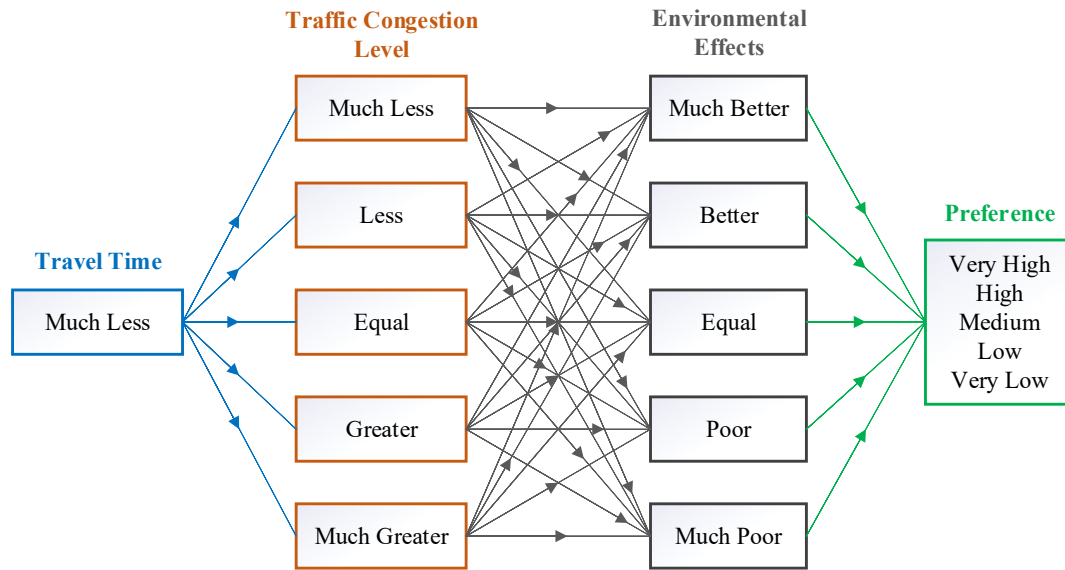 Traffic Congestion
Level
Environmental
Effects
Much Less
Much Better
Less
Better
Preference
Travel Time
Much Less
Equal
Equal
Very High
High
Medium
Low
Very Low
Greater
Poor
Much Greater
Much Poor